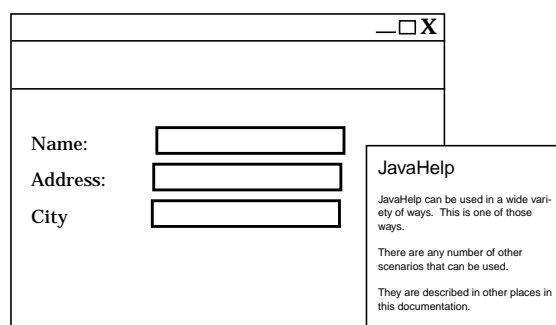 X
Name:
Address:
City
JavaHelp
JavaHelp can be used in a wide vari-
ety of ways. This is one of those
ways.
There are any number of other
scenarios that can be used.
They are described in other places in
this documentation.